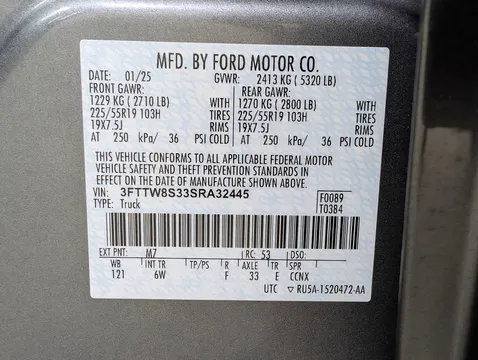 MFD. BY FORD MOTOR CO.
DATE: 01/25 GVWR: 2413 KG ( 5320 LB)
FRONT GAWR: REAR GAWR:
1229 KG ( 2710 LB) WITH 1270 KG ( 2800 LB) WITH
225/55R19 103H TIRES 225/55R19 103H TIRES
19X7.5J RIMS 19X7.5J RIMS
AT 250 kPa/ 36 PSI COLD AT 250 kPa/ 36 PSI COLD
THIS VEHICLE CONFORMS TO ALL APPLICABLE FEDERAL MOTOR
VEHICLE SAFETY AND THEFT PREVENTION STANDARDS IN
EFFECT ON THE DATE OF MANUFACTURE SHOWN ABOVE.
VIN: 3FTTW8S33SRA32445 F0089
TYPE: Truck T0384
EXT PNT: M7 RC: 53 DSO:
WB INT TR TP/PS R AXLE TR SPR
121 6W F 33 E CCNX
UTC ▽ RU5A-1520472-AA